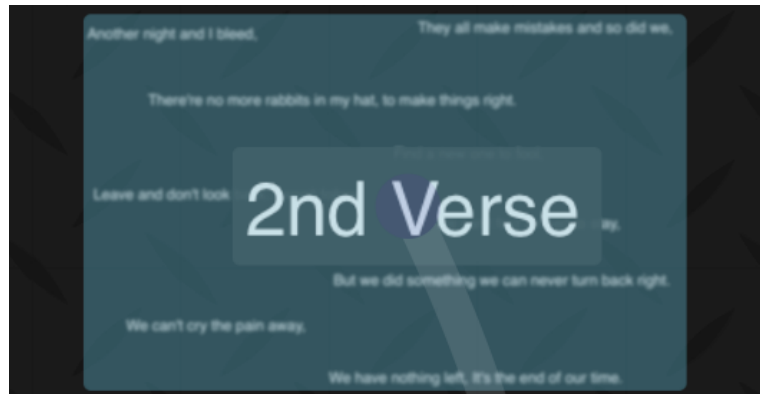 Another night and I bleed,
They all make mistakes and so did we,
There're no more rabbits in my hat, to make things right.
Find a new
Leave and don't look
2nd Verse
But we did something we can never turn back right.
We can't cry the pain away,
We have nothing left, It's the end of our time.